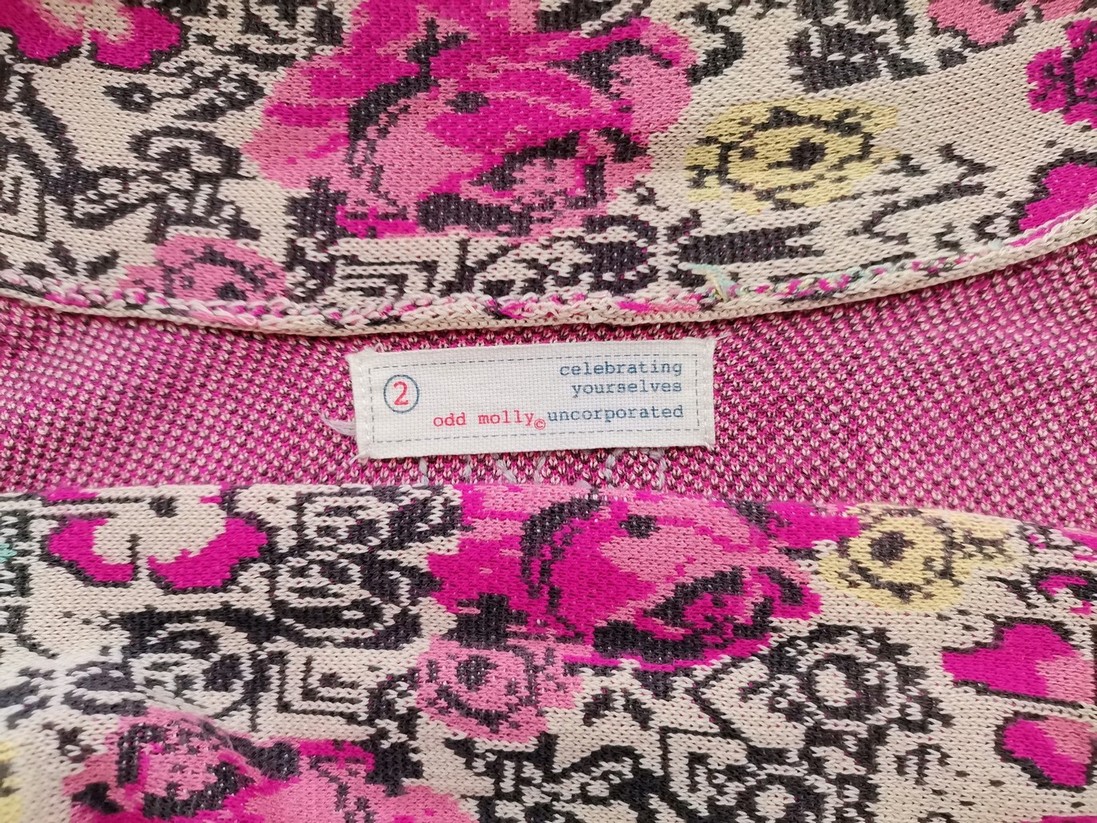 2
celebrating
yourselves
odd molly© uncorporated